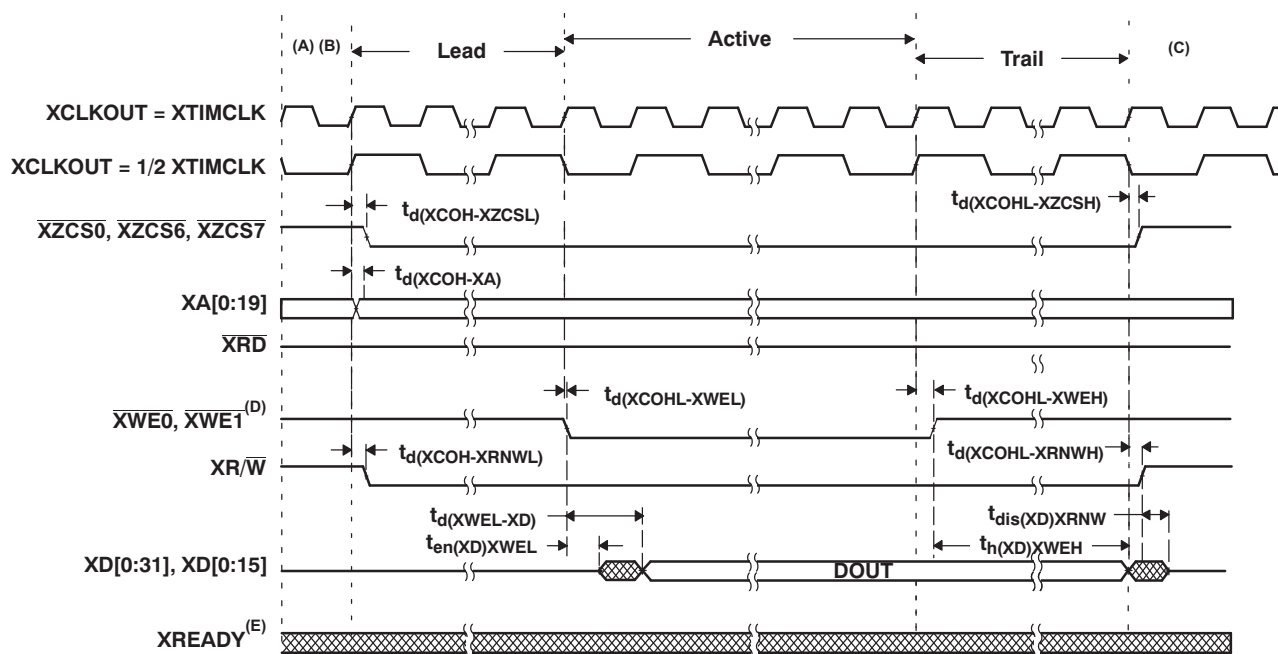 (A) (B) Lead Active Trail (C)
XCLKOUT = XTIMCLK
XCLKOUT = 1/2 XTIMCLK
td(XCOH-XZCSL) td(XCOHL-XZCSH)
XZCS0, XZCS6, XZCS7
td(XCOH-XA)
XA[0:19]
XRD
td(XCOHL-XWEL) td(XCOHL-XWEH)
XWE0, XWE1(D)
td(XCOH-XRNWL) td(XCOHL-XRNWH)
XR/W
td(XWEL-XD) tdis(XD)XRNW
ten(XD)XWEL th(XD)XWEH
XD[0:31], XD[0:15] DOUT
XREADY(E)